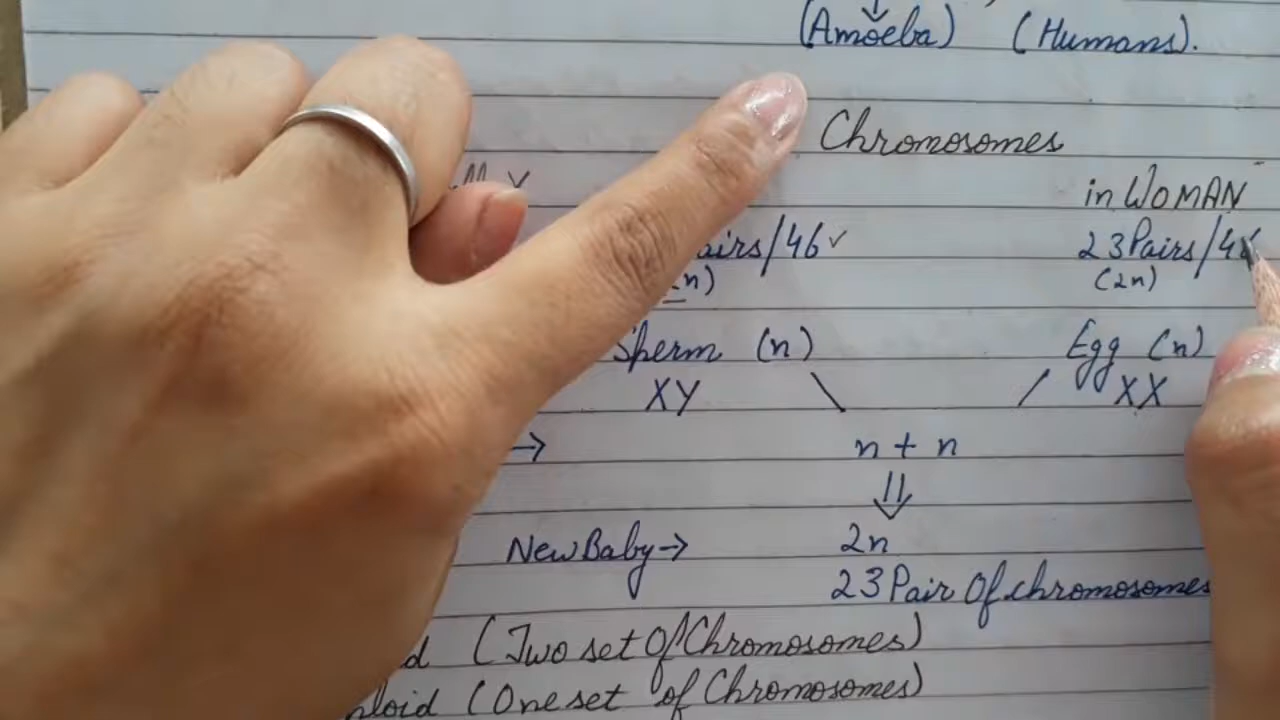 (Amoeba) (Humans).
Chromosomes
in WOMAN
/46 ✓ 23 Pairs/46
(2n)
Sperm (n) Egg (n)
XY XX
→ n + n
New Baby → 2n
23 Pair Of chromosomes
(Two set Of Chromosomes)
(One set of Chromosomes)